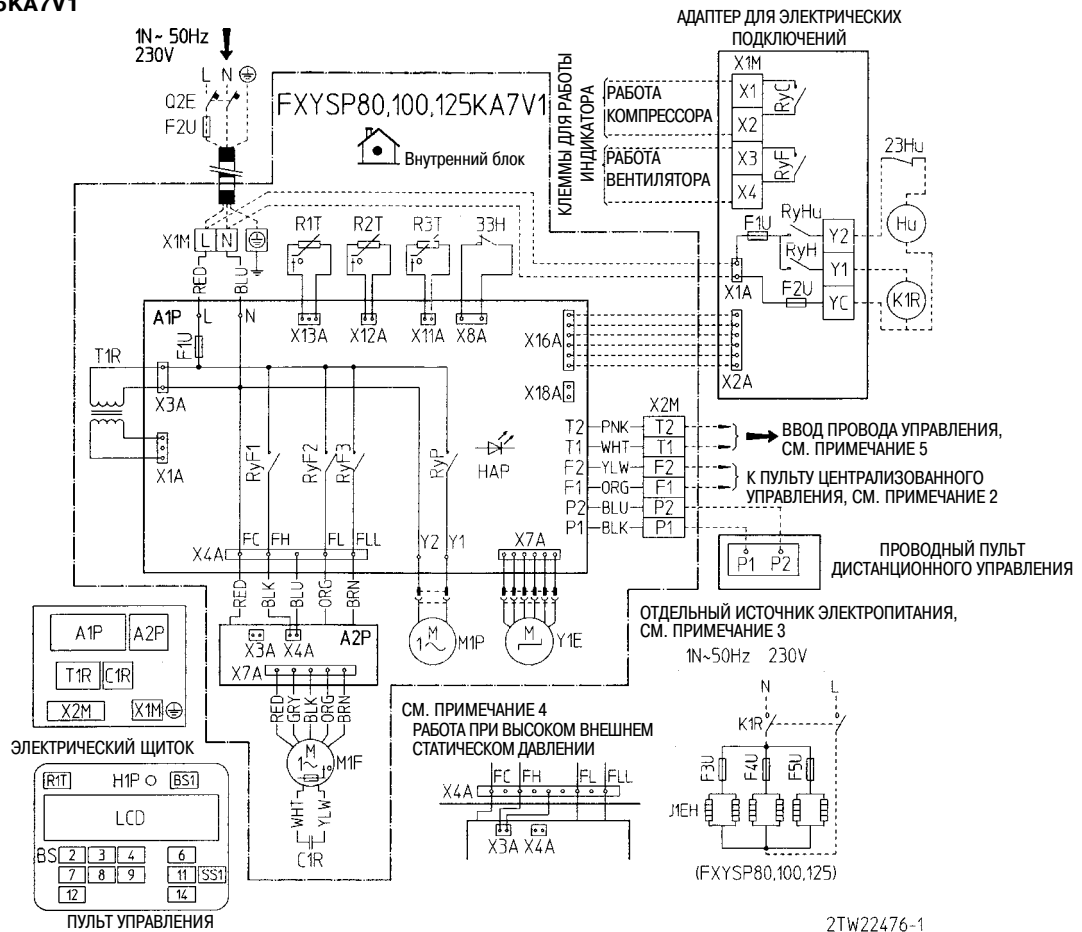 5KA7V1
1N~ 50Hz
230V
L N
Q2E
F2U
FXYSP80,100,125KA7V1
Внутренний блок
АДАПТЕР ДЛЯ ЭЛЕКТРИЧЕСКИХ
ПОДКЛЮЧЕНИЙ
КЛЕММЫ ДЛЯ РАБОТЫ
ИНДИКАТОРА
РАБОТА
КОМПРЕССОРА
РАБОТА
ВЕНТИЛЯТОРА
X1M
X1
X2
X3
X4
RyC
RyF
23Hu
Hu
F1U
RyHu
RyH
Y2
Y1
YC
X1A
F2U
K1R
X2A
X1M
L N
RED
BLU
R1T
R2T
R3T
33H
X13A
X12A
X11A
X8A
X16A
X18A
A1P
L
N
F1U
T1R
X3A
X1A
RyF1
RyF2
RyF3
RyP
HAP
T2
T1
F2
F1
P2
P1
PNK
WHT
YLW
ORG
BLU
BLK
X2M
T2
T1
F2
F1
P2
P1
ВВОД ПРОВОДА УПРАВЛЕНИЯ,
СМ. ПРИМЕЧАНИЕ 5
К ПУЛЬТУ ЦЕНТРАЛИЗОВАННОГО
УПРАВЛЕНИЯ, СМ. ПРИМЕЧАНИЕ 2
P1 P2
ПРОВОДНЫЙ ПУЛЬТ
ДИСТАНЦИОННОГО УПРАВЛЕНИЯ
X4A
FC FH FL FLL
Y2 Y1
X7A
RED
BLK
BLU
ORG
BRN
X3A X4A
A2P
X7A
M
1~
M1P
M
Y1E
RED
GRY
BLK
ORG
BRN
M
1~
M1F
WHT
YLW
C1R
A1P
A2P
T1R
C1R
X2M
X1M
ЭЛЕКТРИЧЕСКИЙ ЩИТОК
R1T
H1P
BS1
LCD
BS 2 3 4 6
7 8 9 11 SS1
12 14
ПУЛЬТ УПРАВЛЕНИЯ
СМ. ПРИМЕЧАНИЕ 4
РАБОТА ПРИ ВЫСОКОМ ВНЕШНЕМ
СТАТИЧЕСКОМ ДАВЛЕНИИ
FC FH FL FLL
X4A
X3A X4A
ОТДЕЛЬНЫЙ ИСТОЧНИК ЭЛЕКТРОПИТАНИЯ,
СМ. ПРИМЕЧАНИЕ 3
1N~50Hz 230V
N L
K1R
F3U
F4U
F5U
J1EH
(FXYSP80,100,125)
2TW22476-1